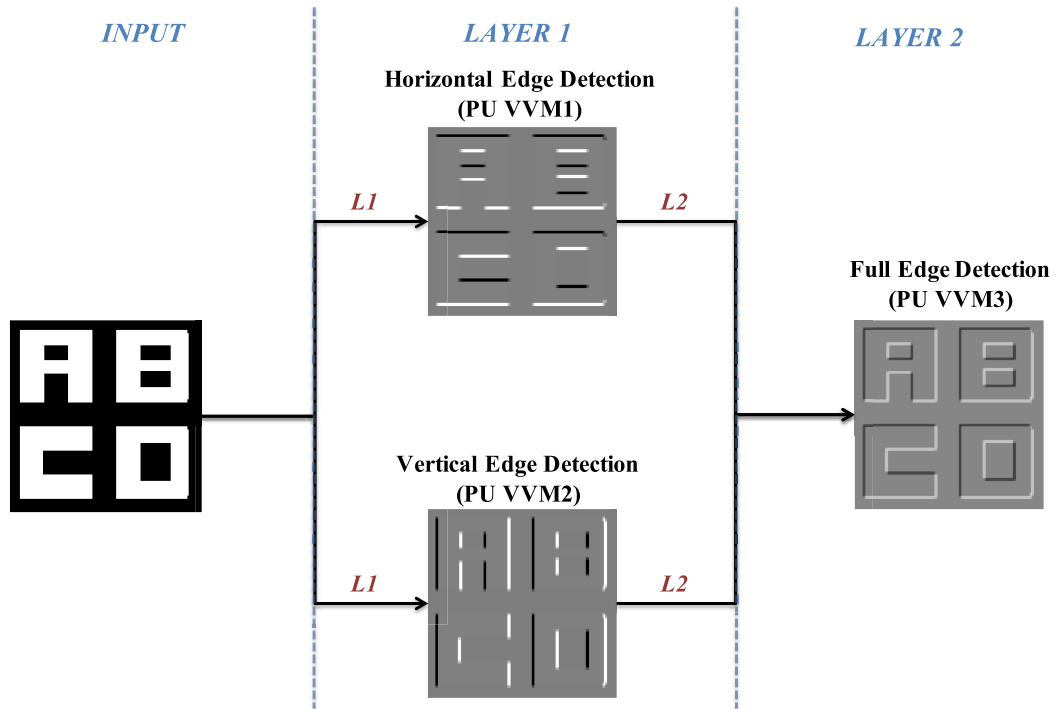 INPUT
LAYER 1
LAYER 2
Horizontal Edge Detection
(PU VVM1)
L1
L2
Full Edge Detection
(PU VVM3)
A B
C D
Vertical Edge Detection
(PU VVM2)
L1
L2